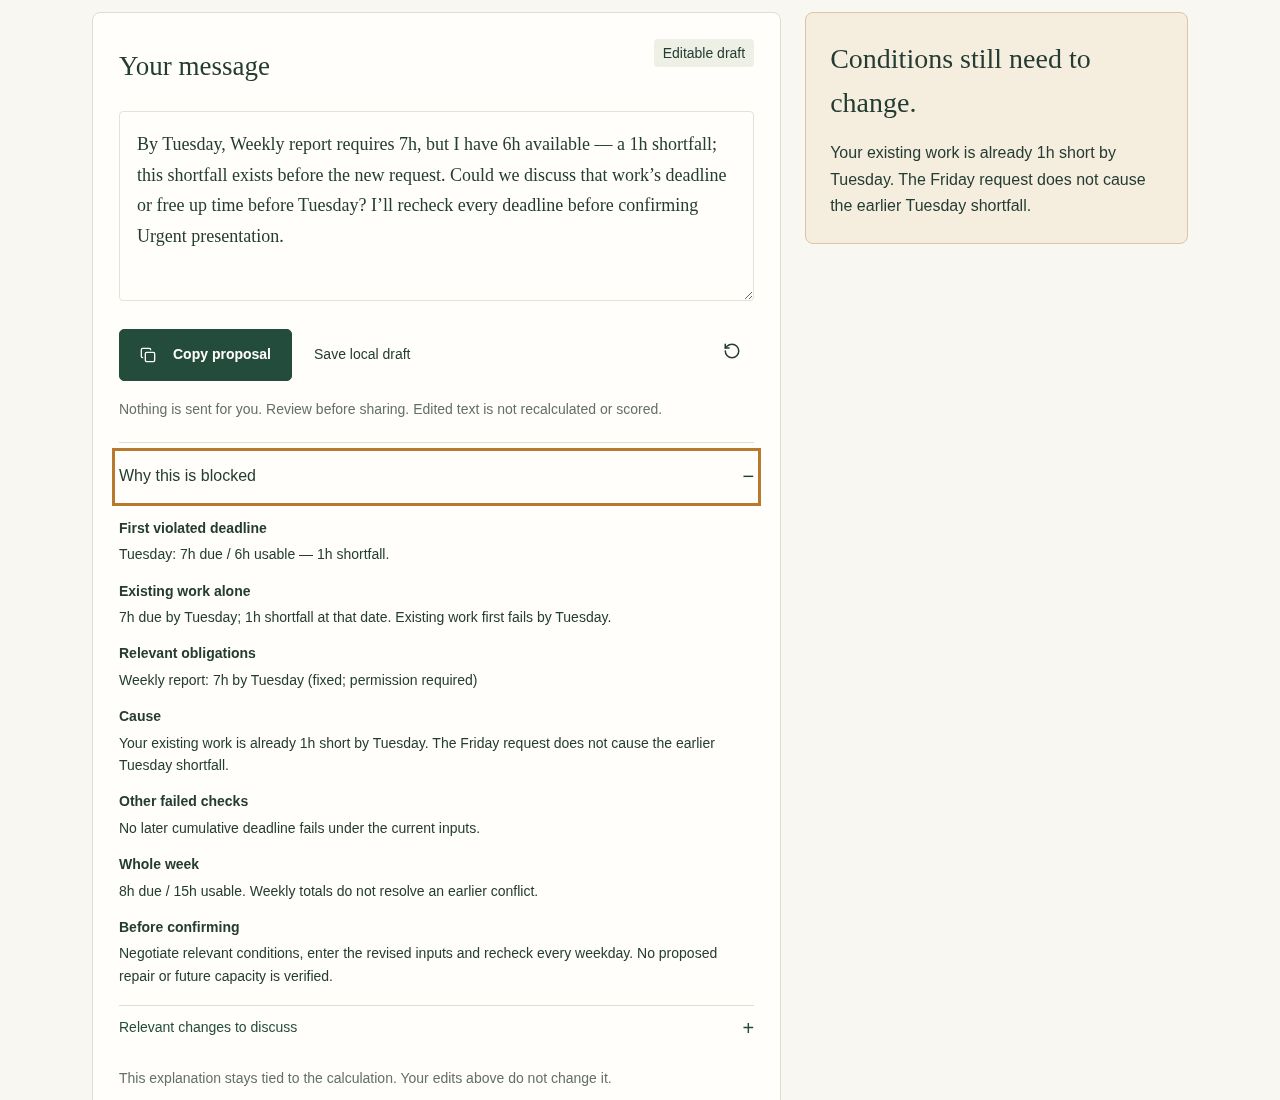 Your message
Editable draft
By Tuesday, Weekly report requires 7h, but I have 6h available — a 1h shortfall;
this shortfall exists before the new request. Could we discuss that work’s deadline
or free up time before Tuesday? I’ll recheck every deadline before confirming
Urgent presentation.
Copy proposal
Save local draft
Nothing is sent for you. Review before sharing. Edited text is not recalculated or scored.
Why this is blocked
−
First violated deadline
Tuesday: 7h due / 6h usable — 1h shortfall.
Existing work alone
7h due by Tuesday; 1h shortfall at that date. Existing work first fails by Tuesday.
Relevant obligations
Weekly report: 7h by Tuesday (fixed; permission required)
Cause
Your existing work is already 1h short by Tuesday. The Friday request does not cause the earlier
Tuesday shortfall.
Other failed checks
No later cumulative deadline fails under the current inputs.
Whole week
8h due / 15h usable. Weekly totals do not resolve an earlier conflict.
Before confirming
Negotiate relevant conditions, enter the revised inputs and recheck every weekday. No proposed
repair or future capacity is verified.
Relevant changes to discuss
+
This explanation stays tied to the calculation. Your edits above do not change it.
Conditions still need to
change.
Your existing work is already 1h short by
Tuesday. The Friday request does not cause
the earlier Tuesday shortfall.